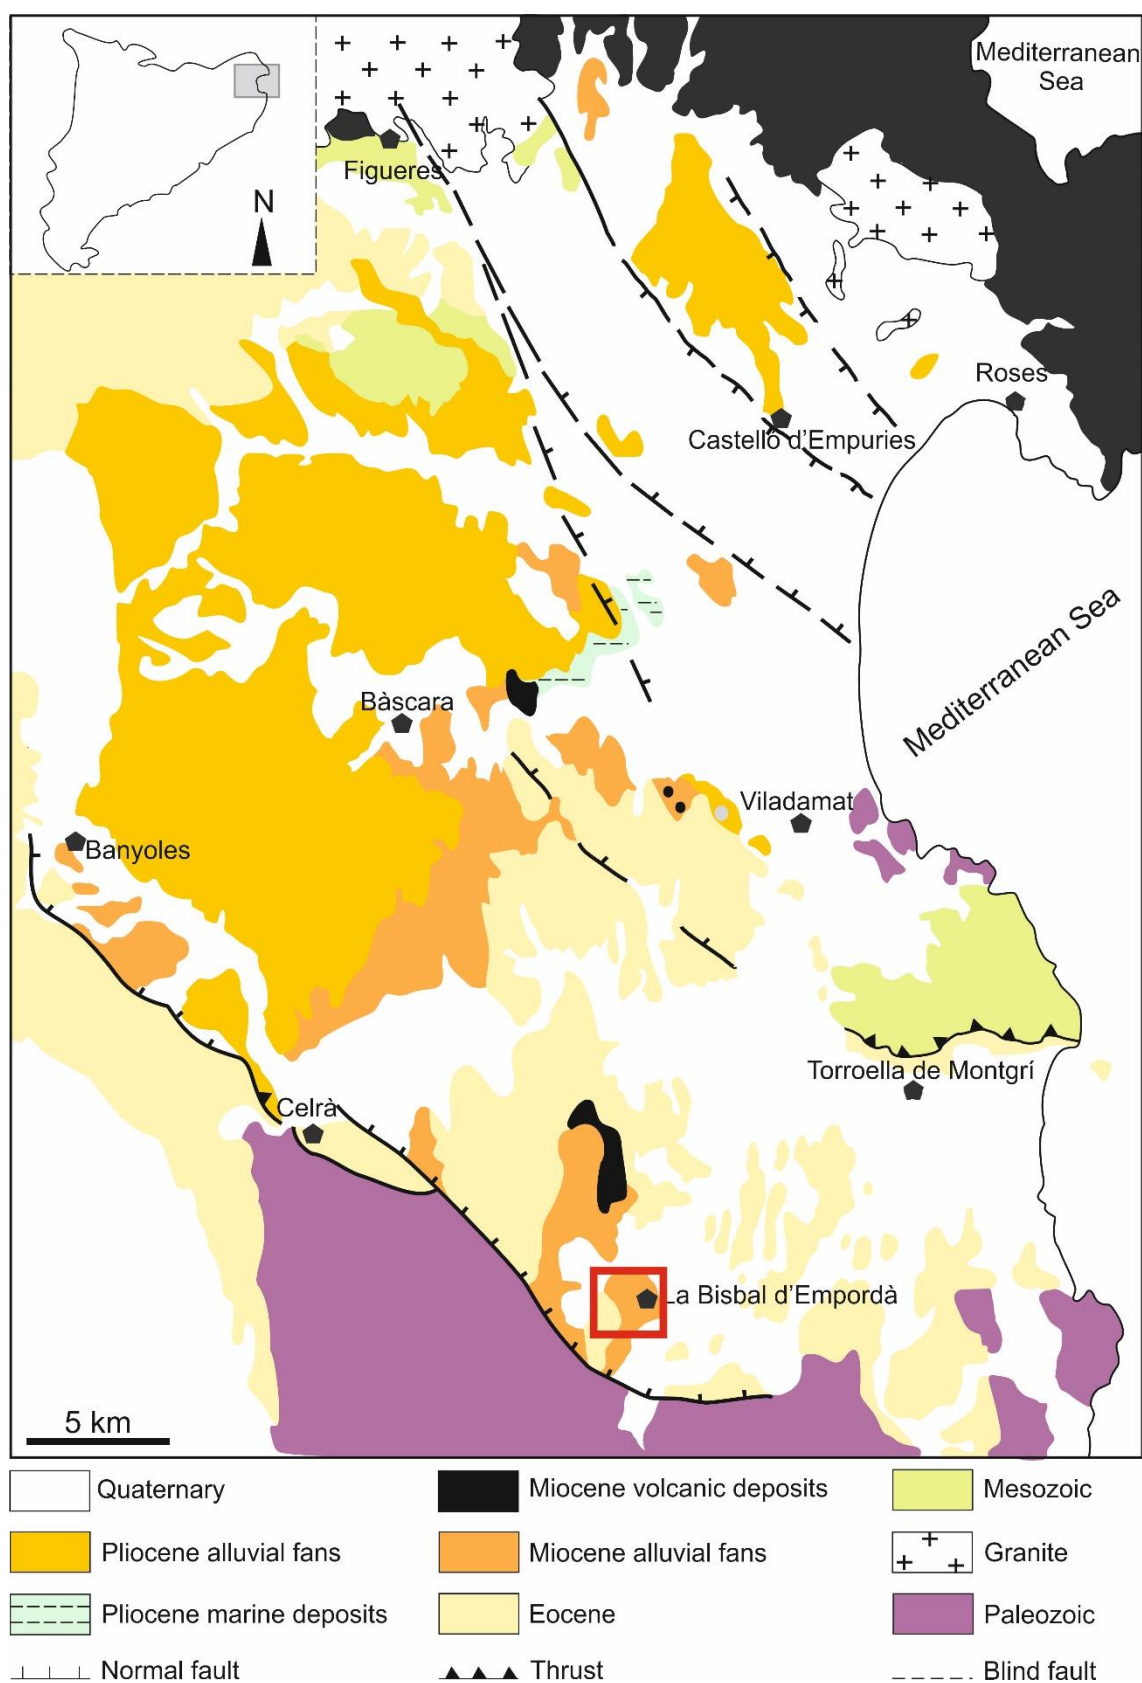 Mediterranean
Sea
Figueres
N
Roses
Castelló d'Empuries
Mediterranean Sea
Bàscara
Viladamat
Banyoles
Torroella de Montgrí
Celrà
La Bisbal d'Empordà
5 km
Quaternary
Miocene volcanic deposits
Mesozoic
Pliocene alluvial fans
Miocene alluvial fans
Granite
Pliocene marine deposits
Eocene
Paleozoic
Normal fault
Thrust
Blind fault